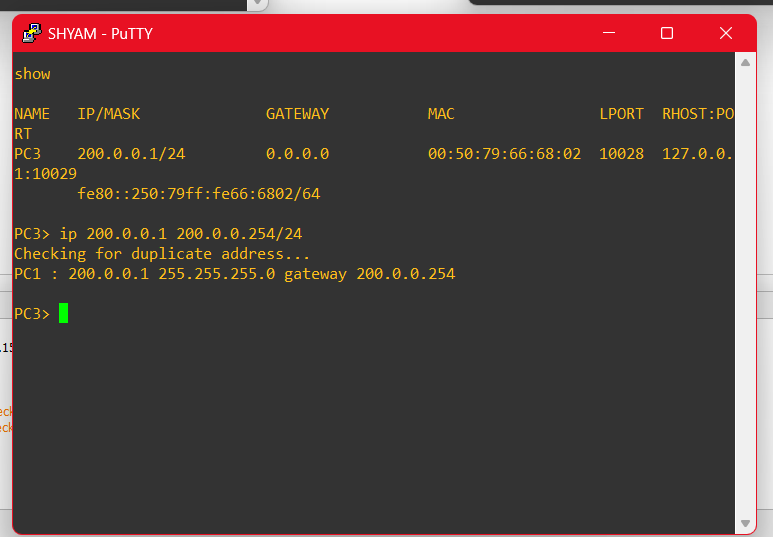 SHYAM - PuTTY
show
NAME IP/MASK GATEWAY MAC LPORT RHOST:PO
RT
PC3 200.0.0.1/24 0.0.0.0 00:50:79:66:68:02 10028 127.0.0.
1:10029
fe80::250:79ff:fe66:6802/64
PC3> ip 200.0.0.1 200.0.0.254/24
Checking for duplicate address...
PC1 : 200.0.0.1 255.255.255.0 gateway 200.0.0.254
PC3>
.15
eck
eck